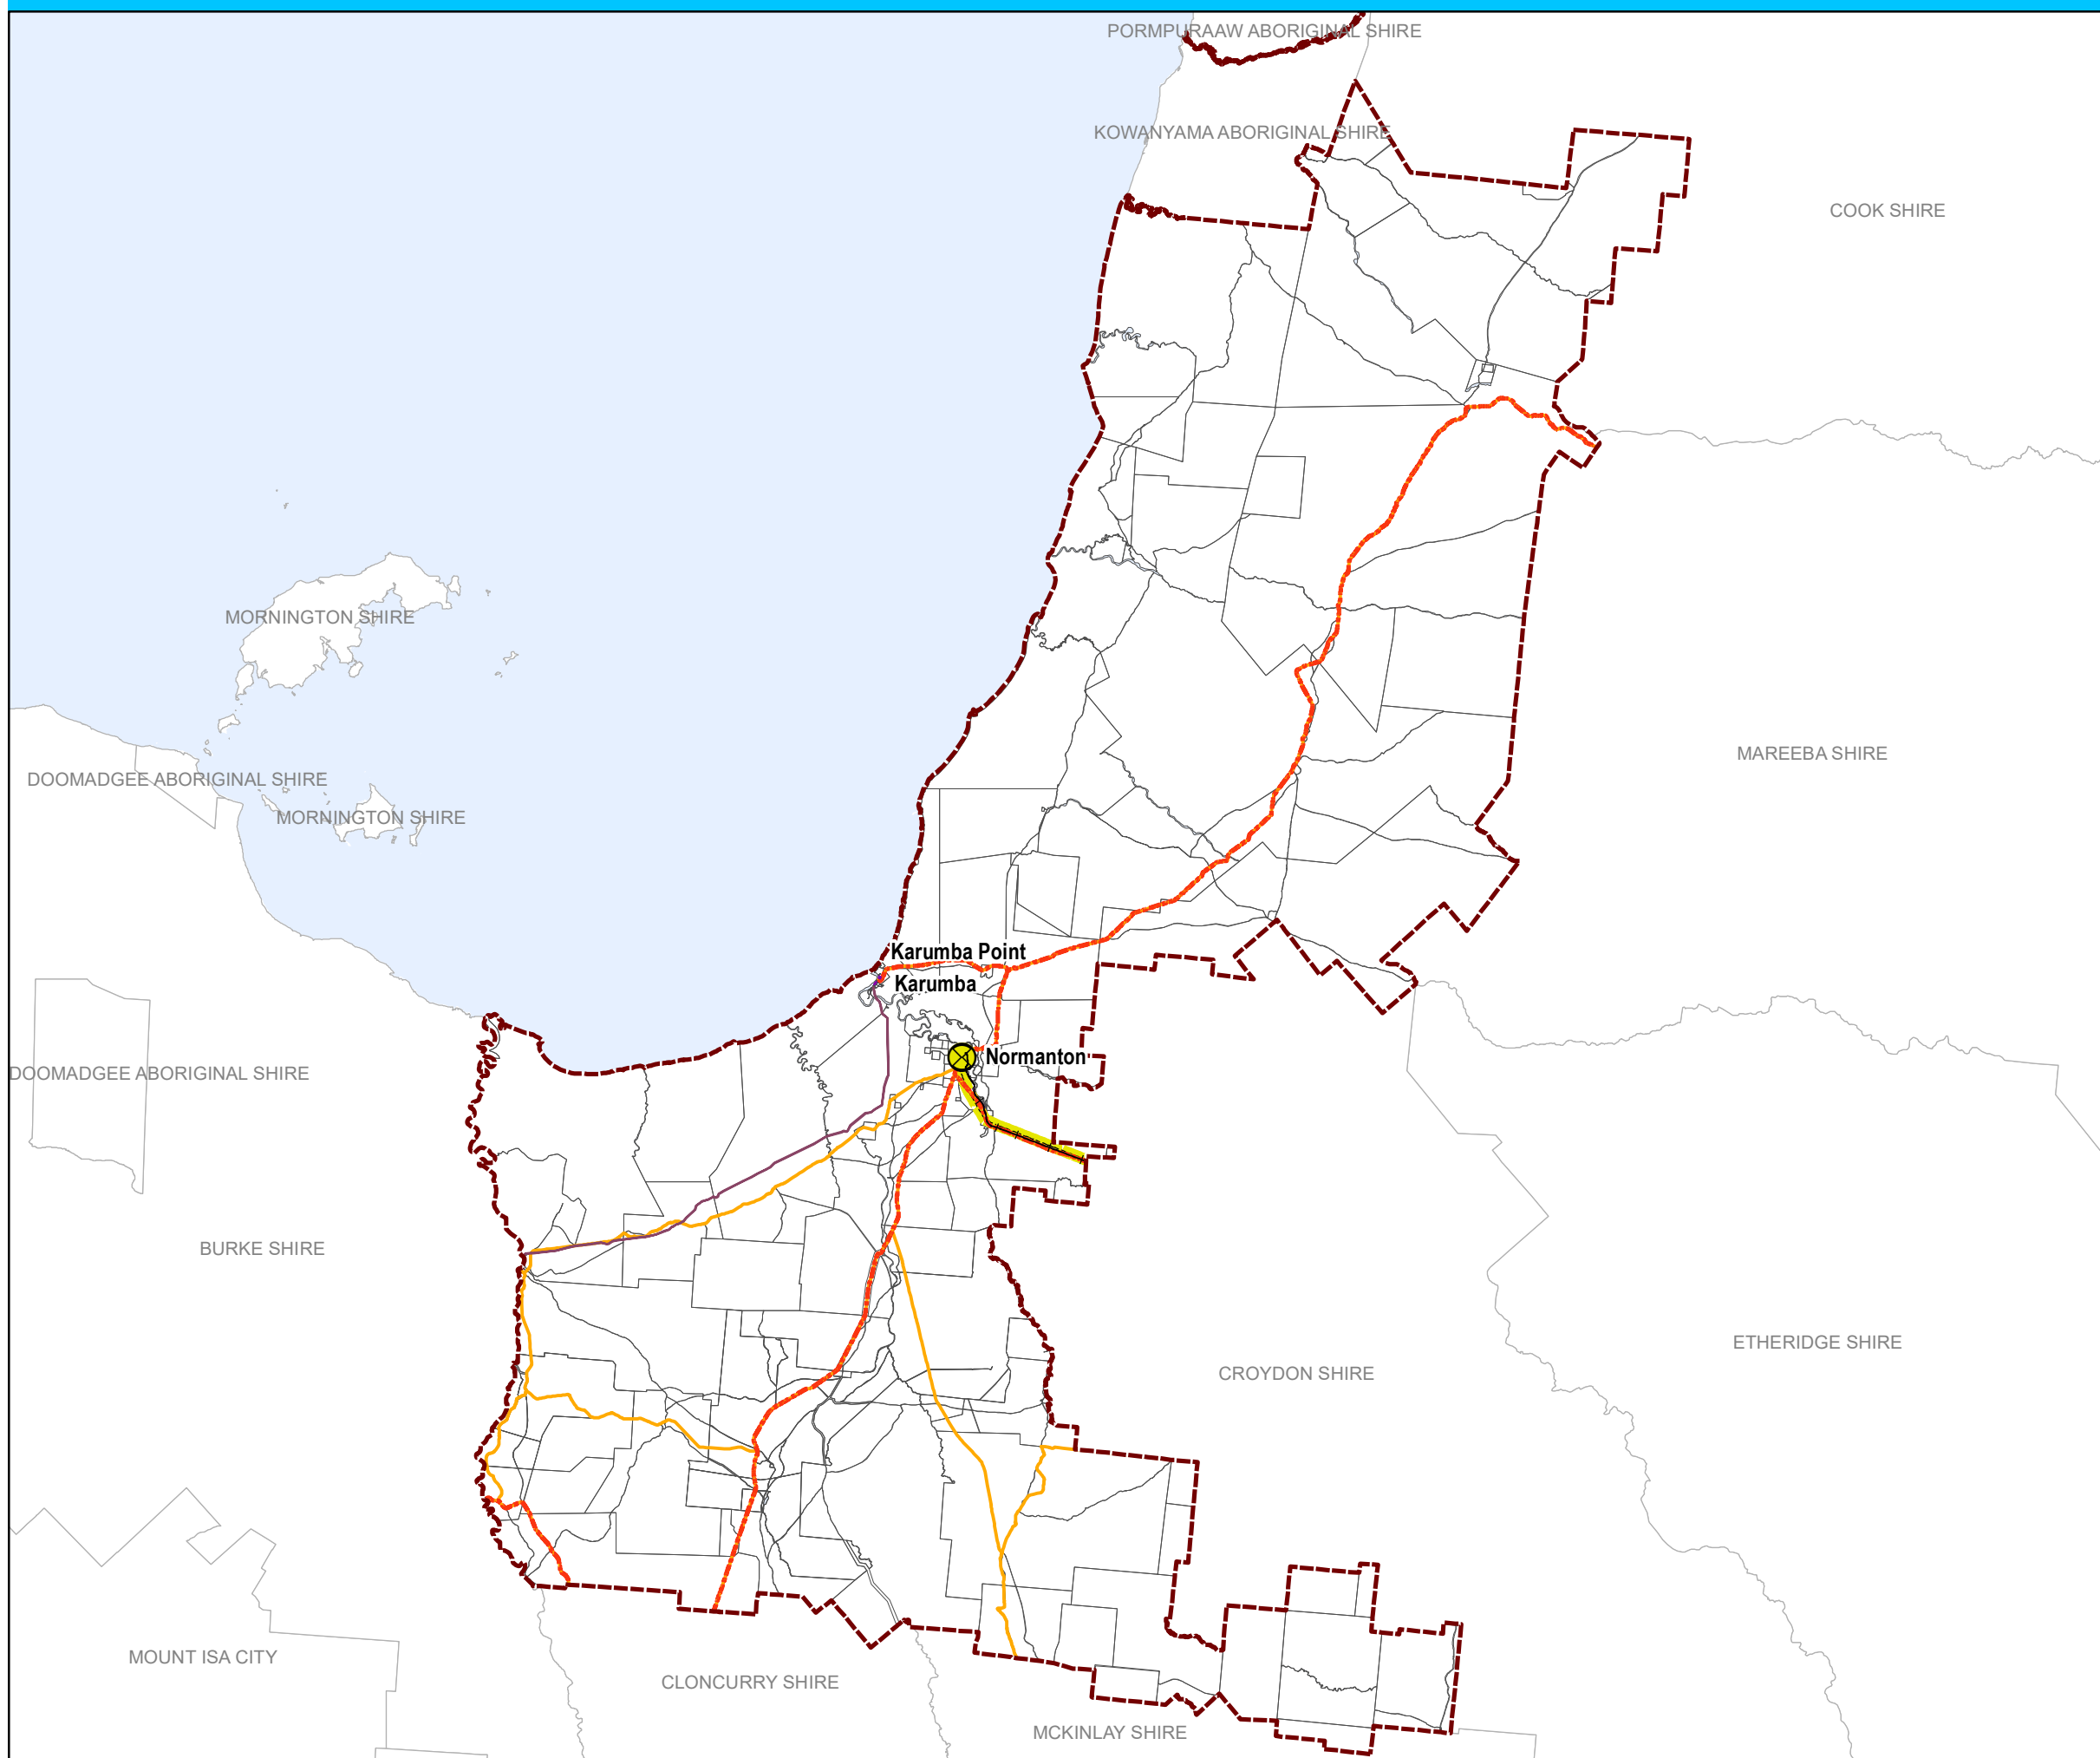 PORMPURAAW ABORIGINAL SHIRE
KOWANYAMA ABORIGINAL SHIRE
COOK SHIRE
MORNINGTON SHIRE
MAREEBA SHIRE
DOOMADGEE ABORIGINAL SHIRE
MORNINGTON SHIRE
Karumba Point
Karumba
Normanton
DOOMADGEE ABORIGINAL SHIRE
BURKE SHIRE
ETHERIDGE SHIRE
CROYDON SHIRE
MOUNT ISA CITY
CLONCURRY SHIRE
MCKINLAY SHIRE